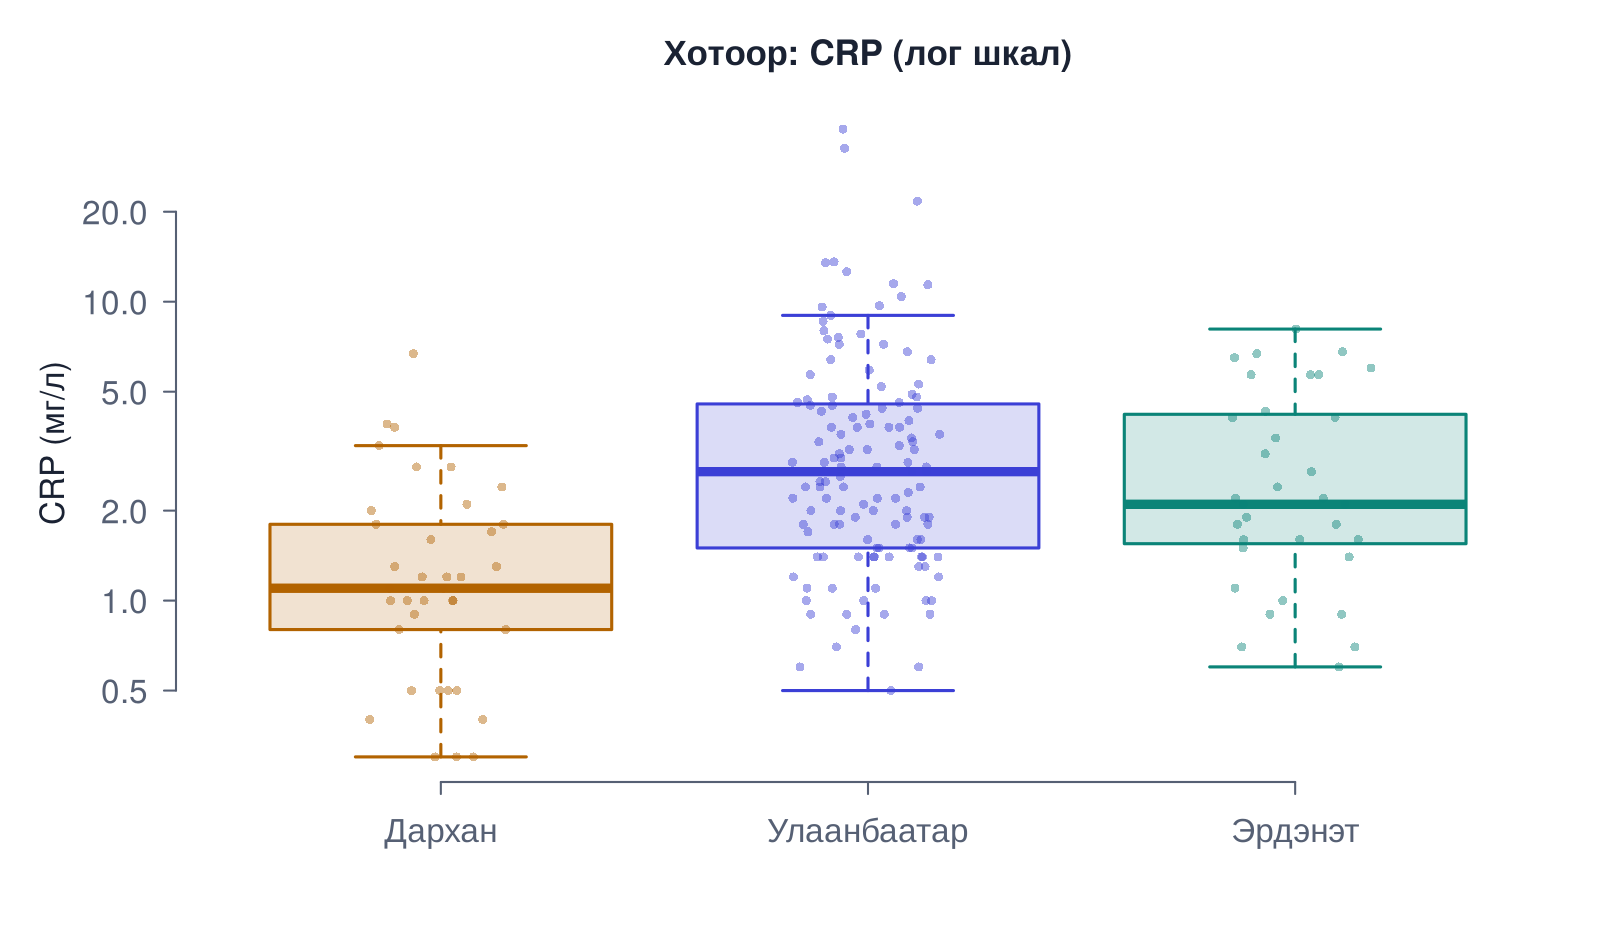 Хотоор: CRP (лог шкал)
CRP (мг/л)
20.0
10.0
5.0
2.0
1.0
0.5
Дархан
Улаанбаатар
Эрдэнэт